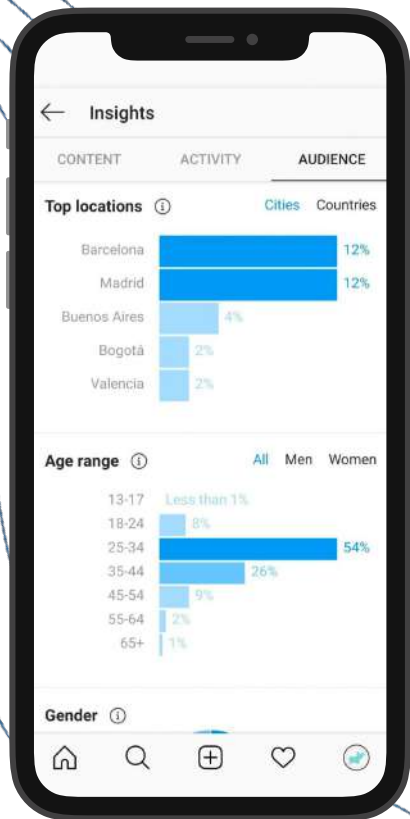 Insights
CONTENT ACTIVITY AUDIENCE
Top locations Cities Countries
Barcelona 12%
Madrid 12%
Buenos Aires 4%
Bogotá 2%
Valencia 2%
Age range All Men Women
13-17 Less than 1%
18-24 8%
25-34 54%
35-44 26%
45-54 9%
55-64 2%
65+ 1%
Gender